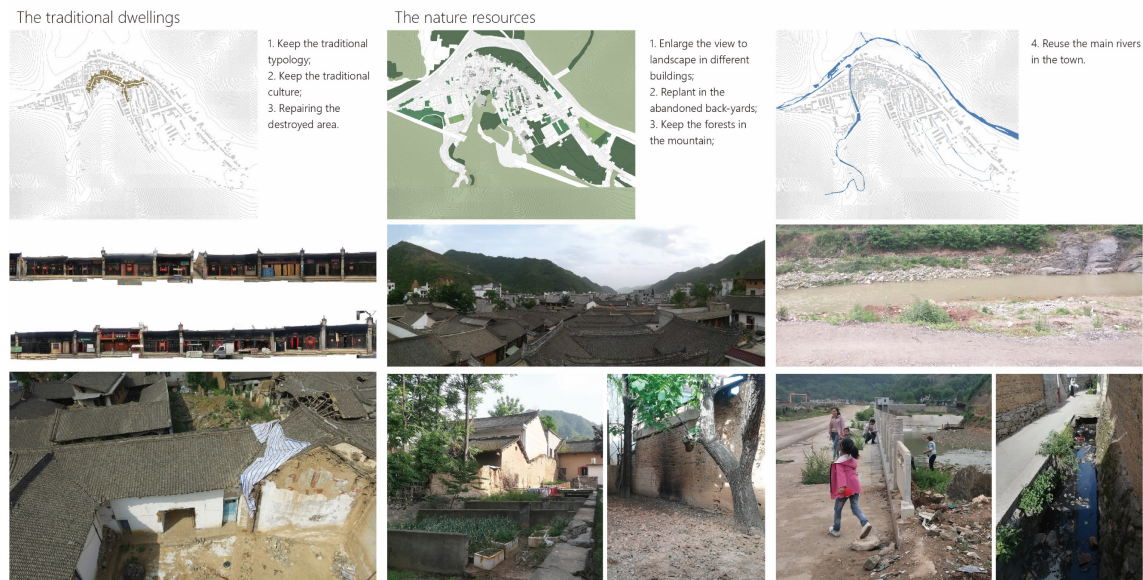 The traditional dwellings
1. Keep the traditional
typology;
2. Keep the traditional
culture;
3. Repairing the
destroyed area.
The nature resources
1. Enlarge the view to
landscape in different
buildings;
2. Replant in the
abandoned back-yards;
3. Keep the forests in
the mountain;
4. Reuse the main rivers
in the town.